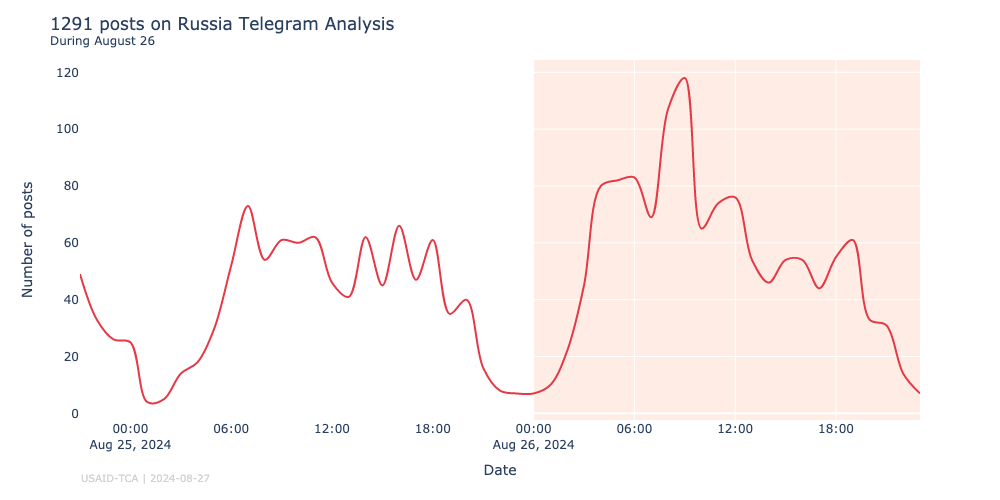 1291 posts on Russia Telegram Analysis
During August 26
120
100
80
60
40
20
0
Number of posts
00:00 06:00 12:00 18:00 00:00 06:00 12:00 18:00
Aug 25, 2024 Aug 26, 2024
Date
USAID-TCA | 2024-08-27